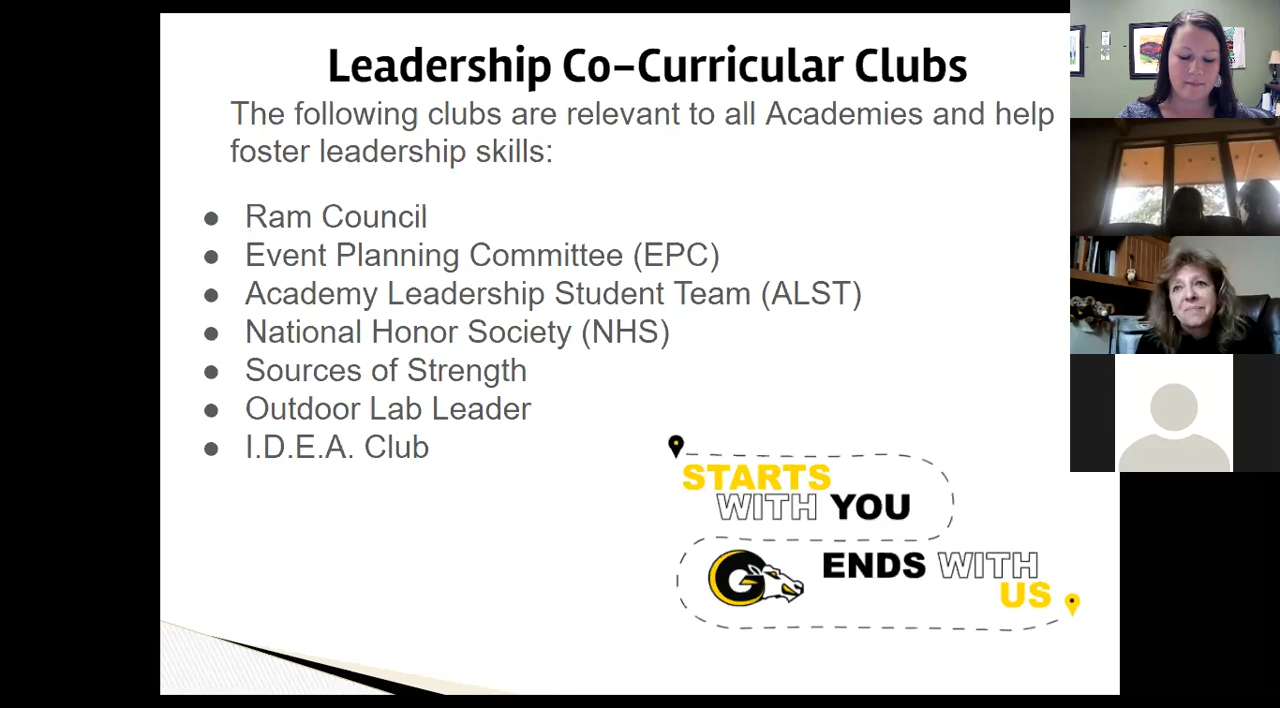 Leadership Co-Curricular Clubs
The following clubs are relevant to all Academies and help
foster leadership skills:
● Ram Council
● Event Planning Committee (EPC)
● Academy Leadership Student Team (ALST)
● National Honor Society (NHS)
● Sources of Strength
● Outdoor Lab Leader
● I.D.E.A. Club
STARTS
WITH YOU
G ENDS WITH
US